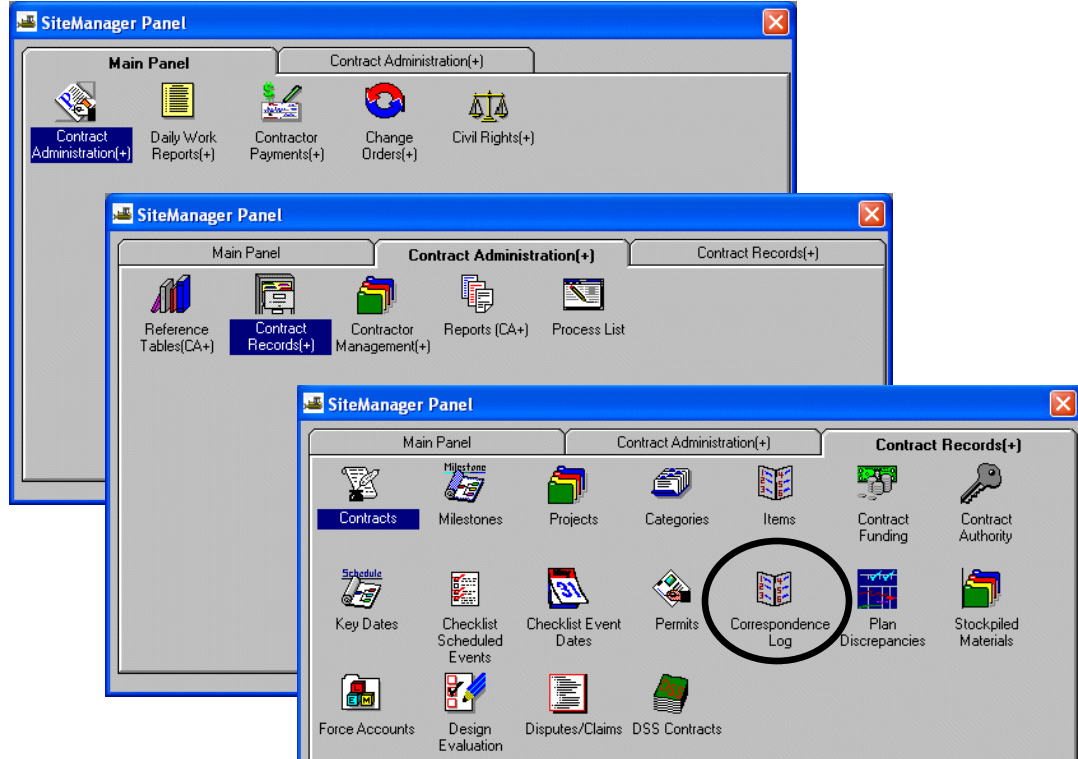 SiteManager Panel
Main Panel
Contract Administration(+)
Contract
Administration(+)
Daily Work
Reports(+)
Contractor
Payments(+)
Change
Orders(+)
Civil Rights(+)
SiteManager Panel
Main Panel
Contract Administration(+)
Contract Records(+)
Reference
Tables(CA+)
Contract
Records(+)
Contractor
Management(+)
Reports (CA+)
Process List
SiteManager Panel
Main Panel
Contract Administration(+)
Contract Records(+)
Milestone
Contracts
Milestones
Projects
Categories
Items
Contract
Funding
Contract
Authority
Schedule
31
Key Dates
Checklist
Scheduled
Events
Checklist Event
Dates
Permits
Correspondence
Log
Plan
Discrepancies
Stockpiled
Materials
L
E M
DSS
Force Accounts
Design
Evaluation
Disputes/Claims
DSS Contracts